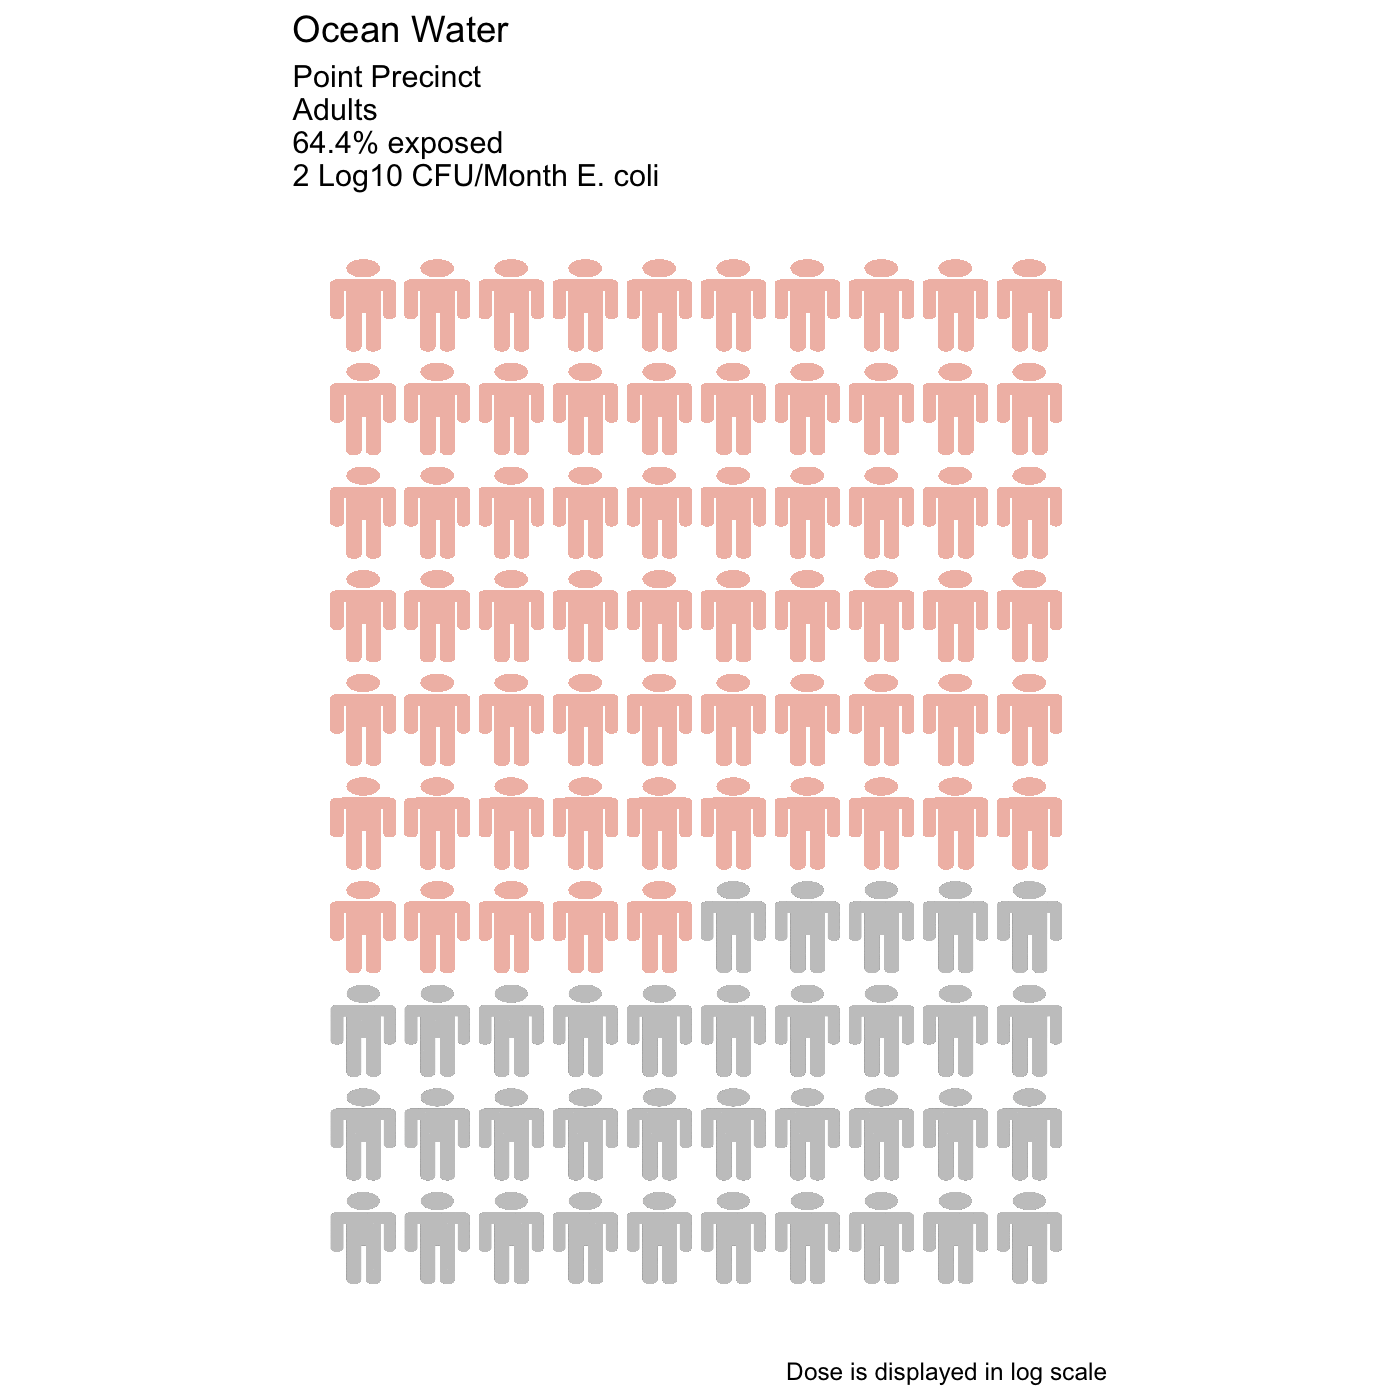 Ocean Water
Point Precinct
Adults
64.4% exposed
2 Log10 CFU/Month E. coli
Dose is displayed in log scale